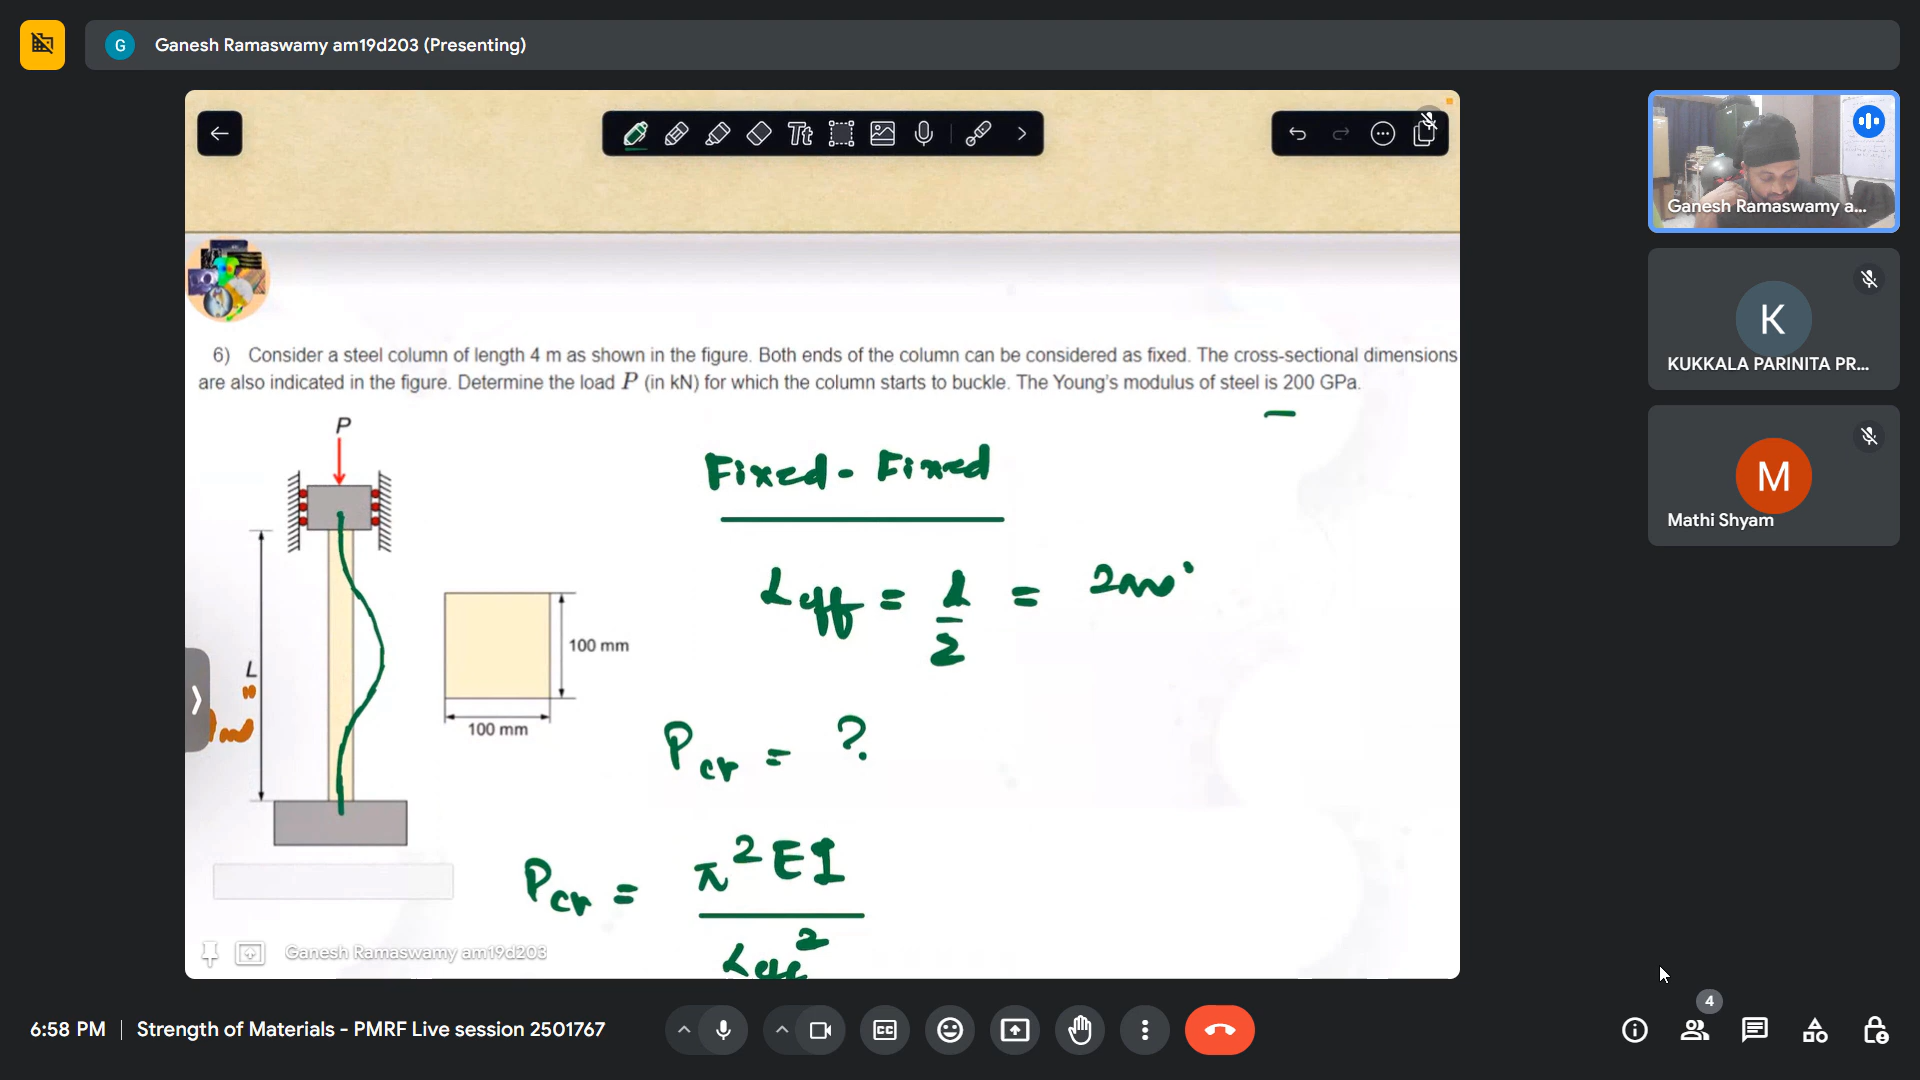 G Ganesh Ramaswamy am19d203 (Presenting)
Tt
Ganesh Ramaswamy a...
K
KUKKALA PARINITA PR...
M
Mathi Shyam
6) Consider a steel column of length 4 m as shown in the figure. Both ends of the column can be considered as fixed. The cross-sectional dimensions
are also indicated in the figure. Determine the load P (in kN) for which the column starts to buckle. The Young's modulus of steel is 200 GPa.
P
L
100 mm
100 mm
Fixed - Fixed
Leff = L/2 = 2m
Pcr = ?
Pcr = π²EI
Leff²
Ganesh Ramaswamy am19d203
6:58 PM | Strength of Materials - PMRF Live session 2501767
CC
4